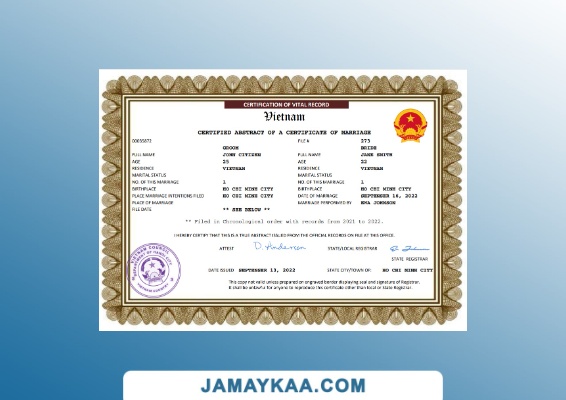 CERTIFICATION OF VITAL RECORD
Vietnam
CERTIFIED ABSTRACT OF A CERTIFICATE OF MARRIAGE
00055872 FILE # 273
GROOM BRIDE
FULL NAME JOHN CITIZEN FULL NAME JANE SMITH
AGE 25 AGE 22
RESIDENCE VIETNAM RESIDENCE VIETNAM
MARITAL STATUS MARITAL STATUS
NO. OF THIS MARRIAGE 1 NO. OF THIS MARRIAGE 1
BIRTHPLACE HO CHI MINH CITY BIRTHPLACE HO CHI MINH CITY
PLACE MARRIAGE INTENTIONS FILED HO CHI MINH CITY DATE OF MARRIAGE SEPTEMBER 16, 2022
PLACE OF MARRIAGE MARRIAGE PERFORMED BY EMA JOHNSON
FILE DATE ** SEE BELOW **
** Filed in Chronological order with records from 2021 to 2022.
I HEREBY CERTIFY THAT THIS IS A TRUE ABSTRACT ISSUED FROM THE OFFICIAL RECORDS ON FILE AT THIS OFFICE.
ATTEST D. Anderson STATE/LOCAL REGISTRAR
STATE REGISTRAR
DATE ISSUED SEPTEMBER 13, 2022 STATE CITY/TOWN OF: HO CHI MINH CITY
This copy not valid unless prepared on engraved border displaying seal and signature of Registrar.
It shall be unlawful for anyone to reproduce this certificate other than local or State Registrar.
JAMAYKAA.COM